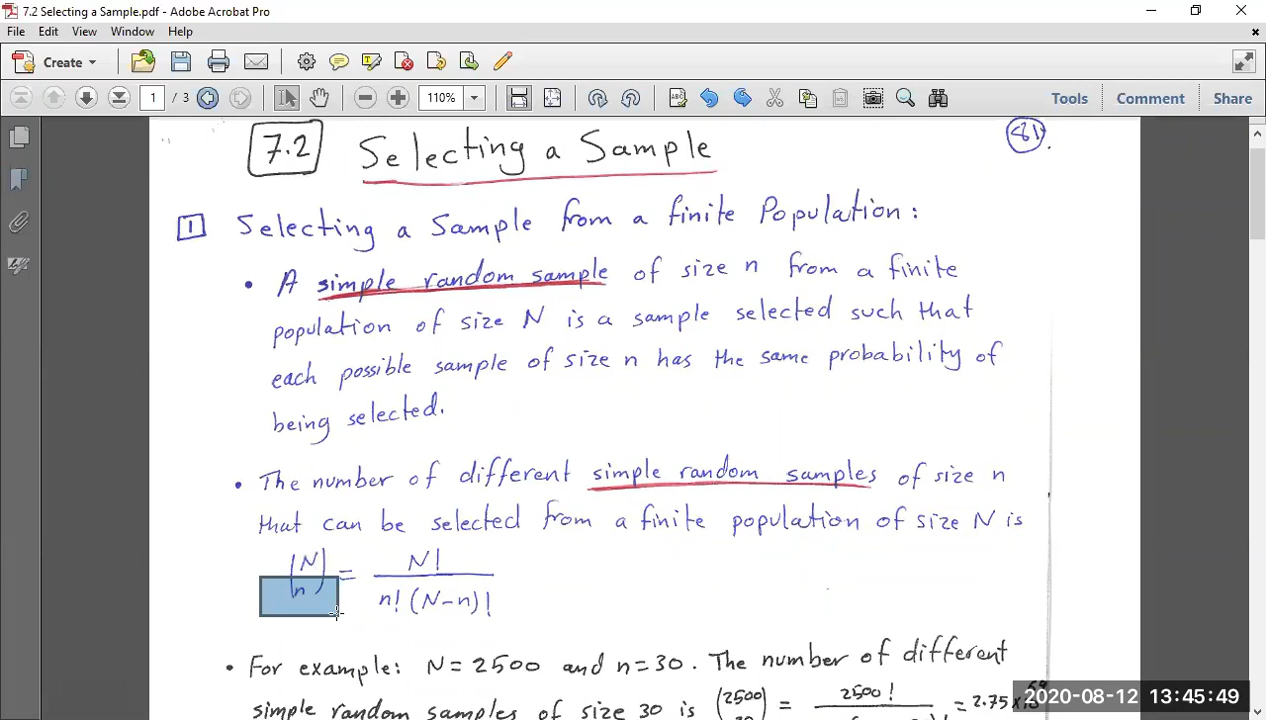 7.2 Selecting a Sample.pdf - Adobe Acrobat Pro
File Edit View Window Help
Create
1 / 3 110% Tools Comment Share
7.2 Selecting a Sample 81
1 Selecting a Sample from a finite Population:
• A simple random sample of size n from a finite
population of size N is a sample selected such that
each possible sample of size n has the same probability of
being selected.
• The number of different simple random samples of size n
that can be selected from a finite population of size N is
(N n) = N! / n!(N-n)!
• For example: N = 2500 and n = 30. The number of different
simple random samples of size 30 is (2500 30) = 2500! = 2.75 x
2020-08-12 13:45:49